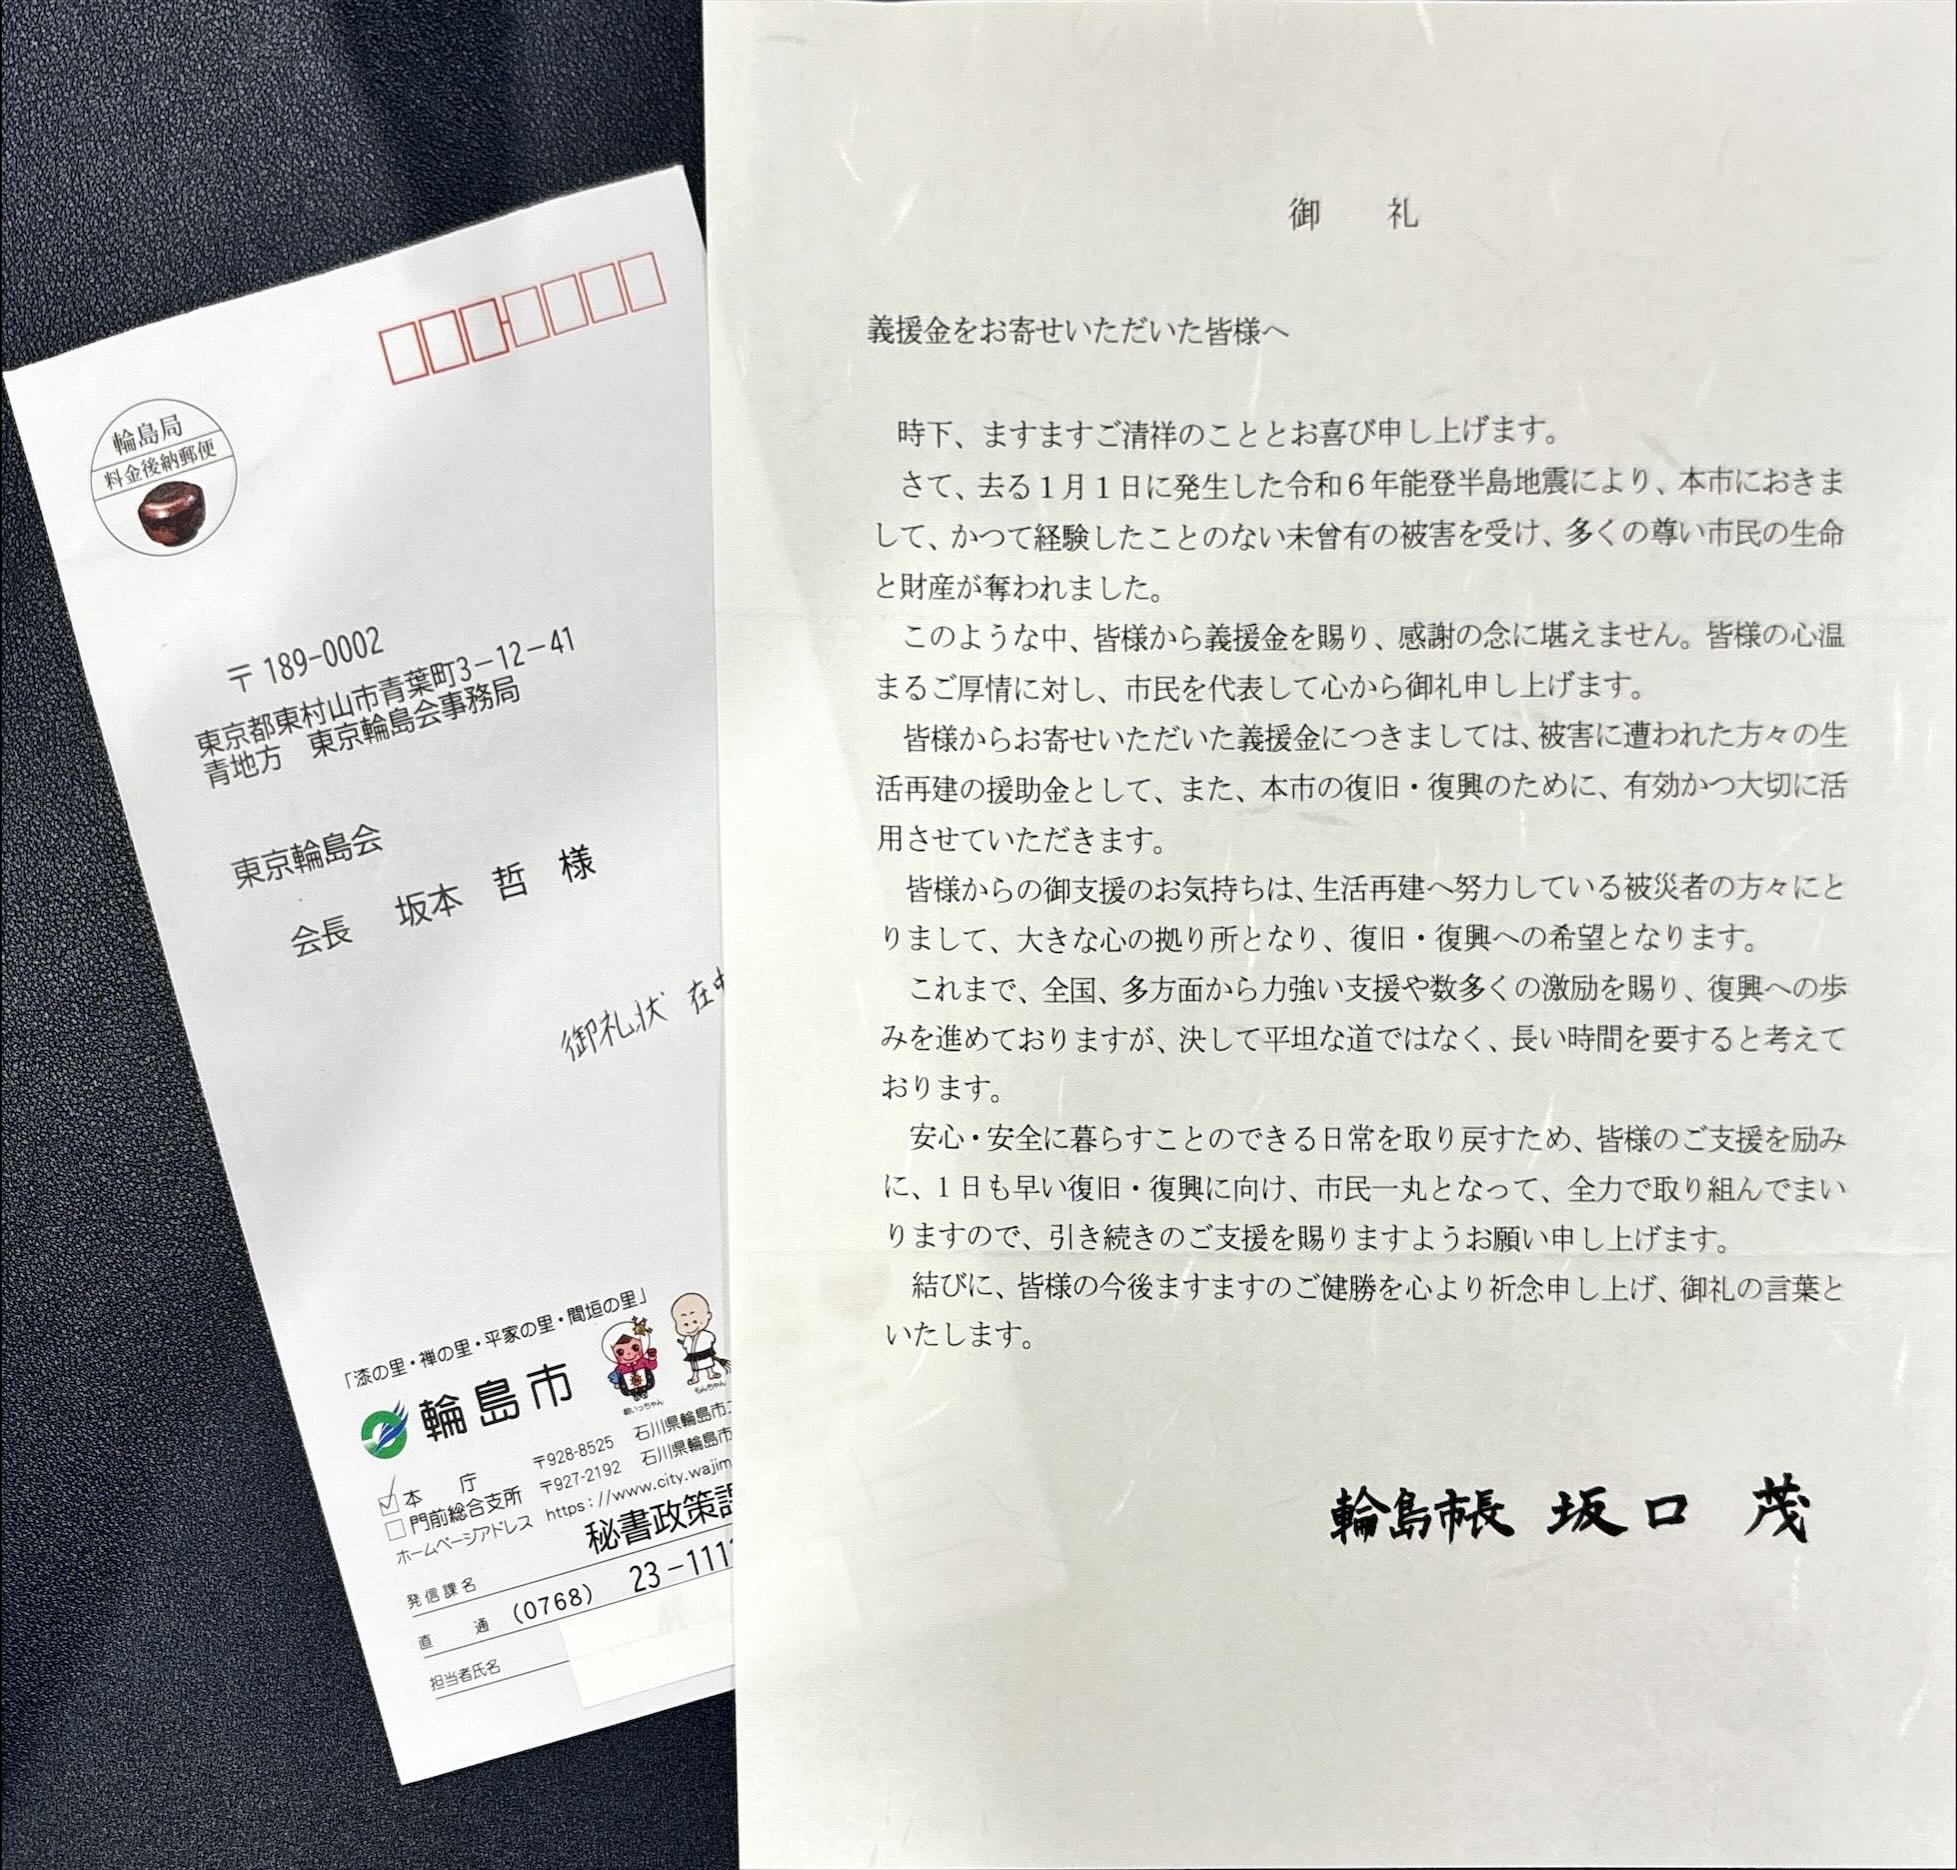 輪島局
料金後納郵便
〒189-0002
東京都東村山市青葉町3-12-41
青地方 東京輪島会事務局
東京輪島会
会長 坂本 哲 様
御礼状 在中
「漆の里・禅の里・平家の里・間垣の里」
輪島市
朝いっちゃん
もんちゃん
本 庁 〒928-8525 石川県輪島市
門前総合支所 〒927-2192 石川県輪島市
ホームページアドレス https://www.city.wajim
発信課名 秘書政策課
直 通 (0768) 23-111
担当者氏名
御 礼
義援金をお寄せいただいた皆様へ
時下、ますますご清祥のこととお喜び申し上げます。
さて、去る1月1日に発生した令和6年能登半島地震により、本市におきま
して、かつて経験したことのない未曾有の被害を受け、多くの尊い市民の生命
と財産が奪われました。
このような中、皆様から義援金を賜り、感謝の念に堪えません。皆様の心温
まるご厚情に対し、市民を代表して心から御礼申し上げます。
皆様からお寄せいただいた義援金につきましては、被害に遭われた方々の生
活再建の援助金として、また、本市の復旧・復興のために、有効かつ大切に活
用させていただきます。
皆様からの御支援のお気持ちは、生活再建へ努力している被災者の方々にと
りまして、大きな心の拠り所となり、復旧・復興への希望となります。
これまで、全国、多方面から力強い支援や数多くの激励を賜り、復興への歩
みを進めておりますが、決して平坦な道ではなく、長い時間を要すると考えて
おります。
安心・安全に暮らすことのできる日常を取り戻すため、皆様のご支援を励み
に、1日も早い復旧・復興に向け、市民一丸となって、全力で取り組んでまい
りますので、引き続きのご支援を賜りますようお願い申し上げます。
結びに、皆様の今後ますますのご健勝を心より祈念申し上げ、御礼の言葉と
いたします。
輪島市長 坂口 茂